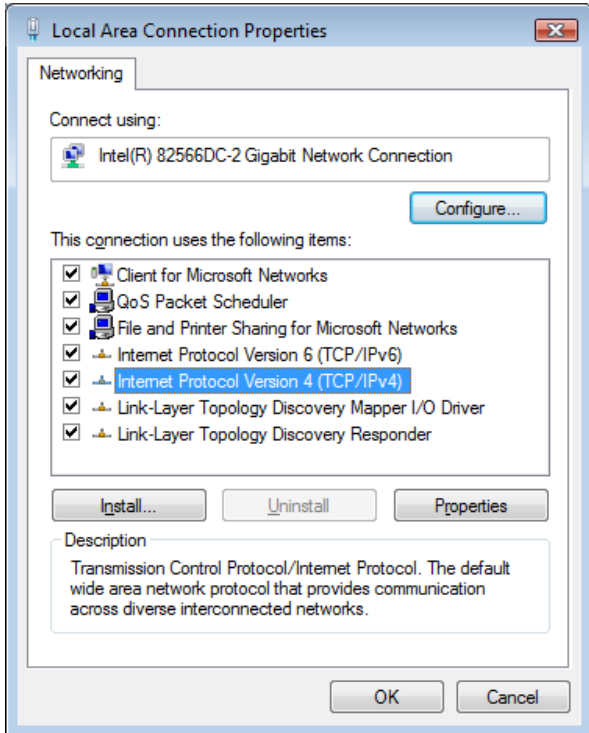 Local Area Connection Properties
Networking
Connect using:
Intel(R) 82566DC-2 Gigabit Network Connection
Configure...
This connection uses the following items:
Client for Microsoft Networks
QoS Packet Scheduler
File and Printer Sharing for Microsoft Networks
Internet Protocol Version 6 (TCP/IPv6)
Internet Protocol Version 4 (TCP/IPv4)
Link-Layer Topology Discovery Mapper I/O Driver
Link-Layer Topology Discovery Responder
Install...
Uninstall
Properties
Description
Transmission Control Protocol/Internet Protocol. The default
wide area network protocol that provides communication
across diverse interconnected networks.
OK
Cancel